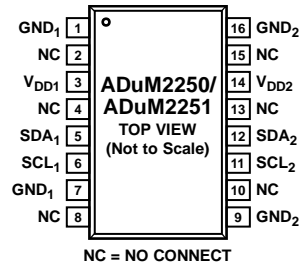 GND₁ 1
NC 2
VDD1 3
NC 4
SDA₁ 5
SCL₁ 6
GND₁ 7
NC 8
ADuM2250/
ADuM2251
TOP VIEW
(Not to Scale)
16 GND₂
15 NC
14 VDD2
13 NC
12 SDA₂
11 SCL₂
10 NC
9 GND₂
NC = NO CONNECT